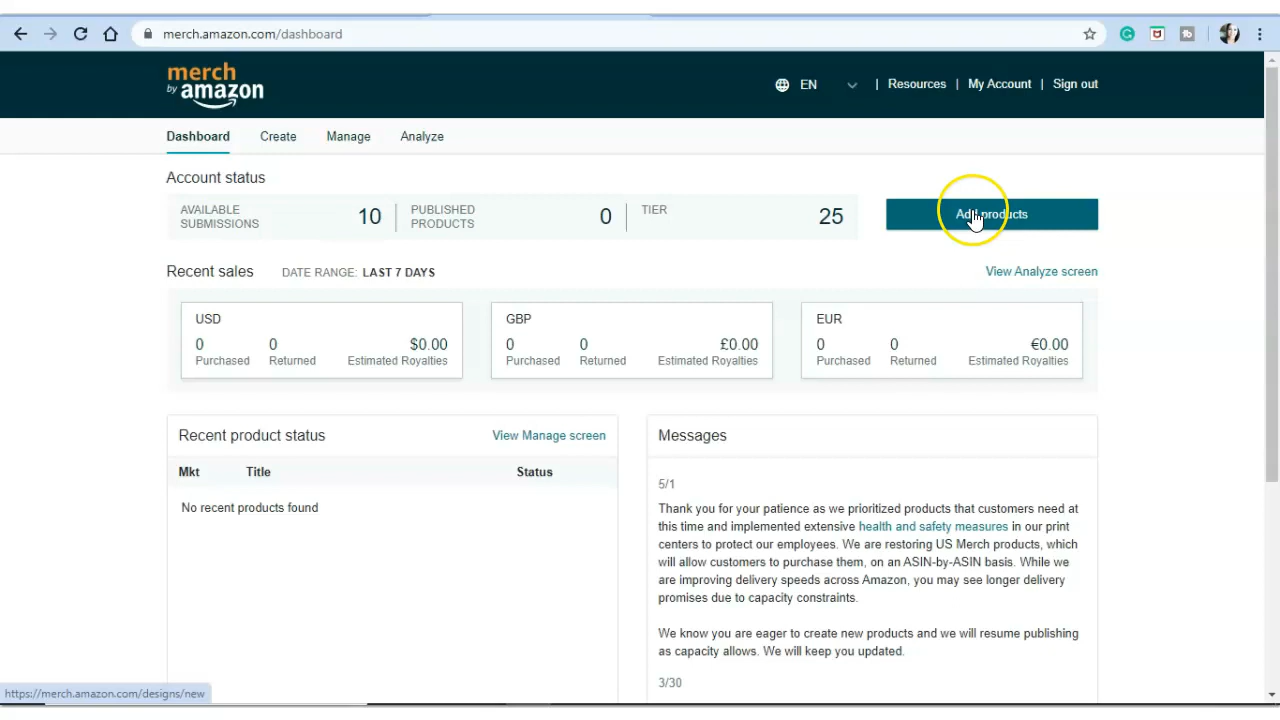 merch.amazon.com/dashboard
merch
by amazon
EN
| Resources | My Account | Sign out
Dashboard Create Manage Analyze
Account status
AVAILABLE SUBMISSIONS 10
PUBLISHED PRODUCTS 0
TIER 25
Add products
Recent sales DATE RANGE: LAST 7 DAYS View Analyze screen
USD
0 0 $0.00
Purchased Returned Estimated Royalties
GBP
0 0 £0.00
Purchased Returned Estimated Royalties
EUR
0 0 €0.00
Purchased Returned Estimated Royalties
Recent product status View Manage screen
Mkt Title Status
No recent products found
Messages
5/1
Thank you for your patience as we prioritized products that customers need at
this time and implemented extensive health and safety measures in our print
centers to protect our employees. We are restoring US Merch products, which
will allow customers to purchase them, on an ASIN-by-ASIN basis. While we
are improving delivery speeds across Amazon, you may see longer delivery
promises due to capacity constraints.
We know you are eager to create new products and we will resume publishing
as capacity allows. We will keep you updated.
3/30
https://merch.amazon.com/designs/new